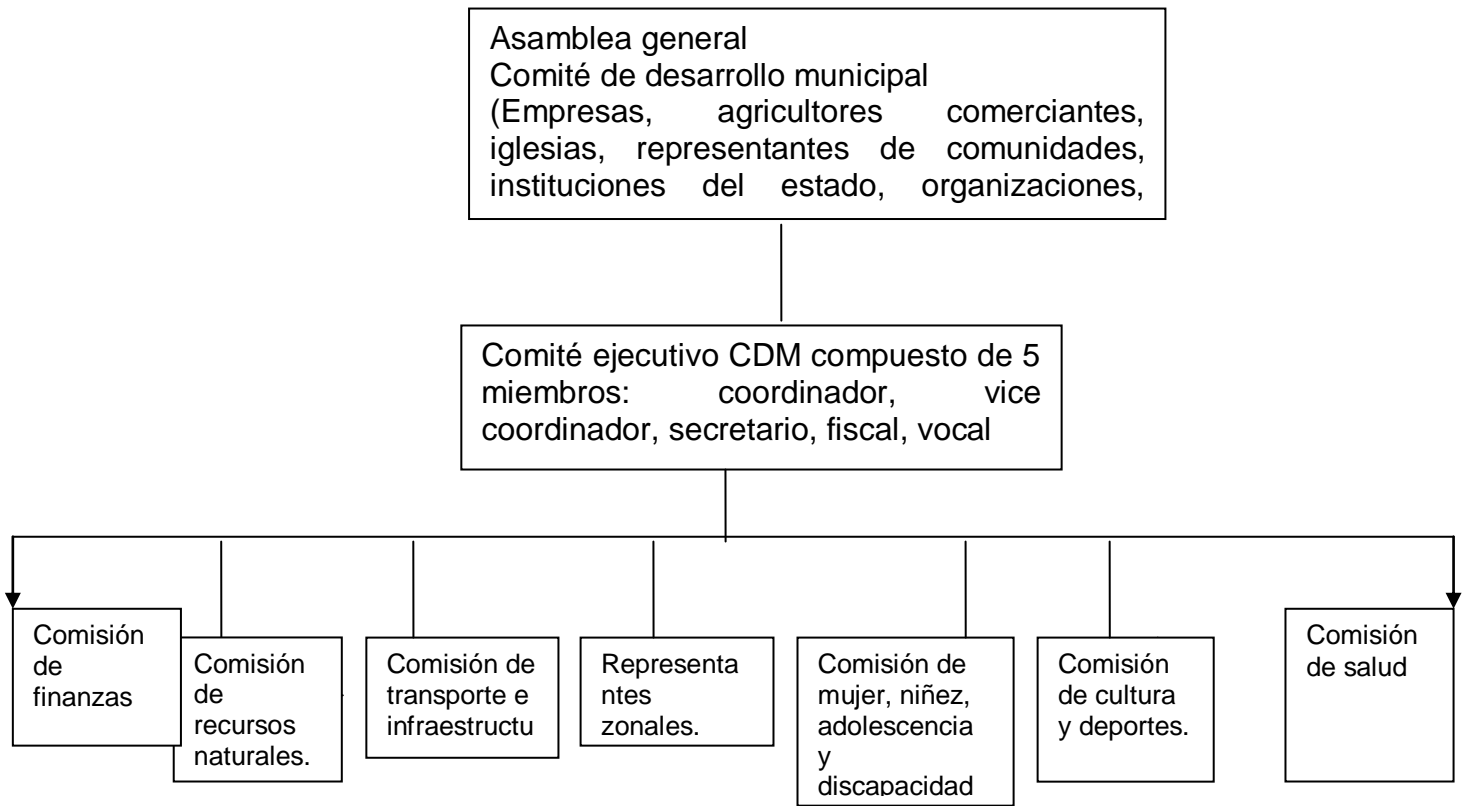 Asamblea general
Comité de desarrollo municipal
(Empresas, agricultores comerciantes,
iglesias, representantes de comunidades,
instituciones del estado, organizaciones,
Comité ejecutivo CDM compuesto de 5
miembros: coordinador, vice
coordinador, secretario, fiscal, vocal
Comisión
de
finanzas
Comisión
de
recursos
naturales.
Comisión de
transporte e
infraestructu
Representa
ntes
zonales.
Comisión de
mujer, niñez,
adolescencia
y
discapacidad
Comisión
de cultura
y deportes.
Comisión
de salud